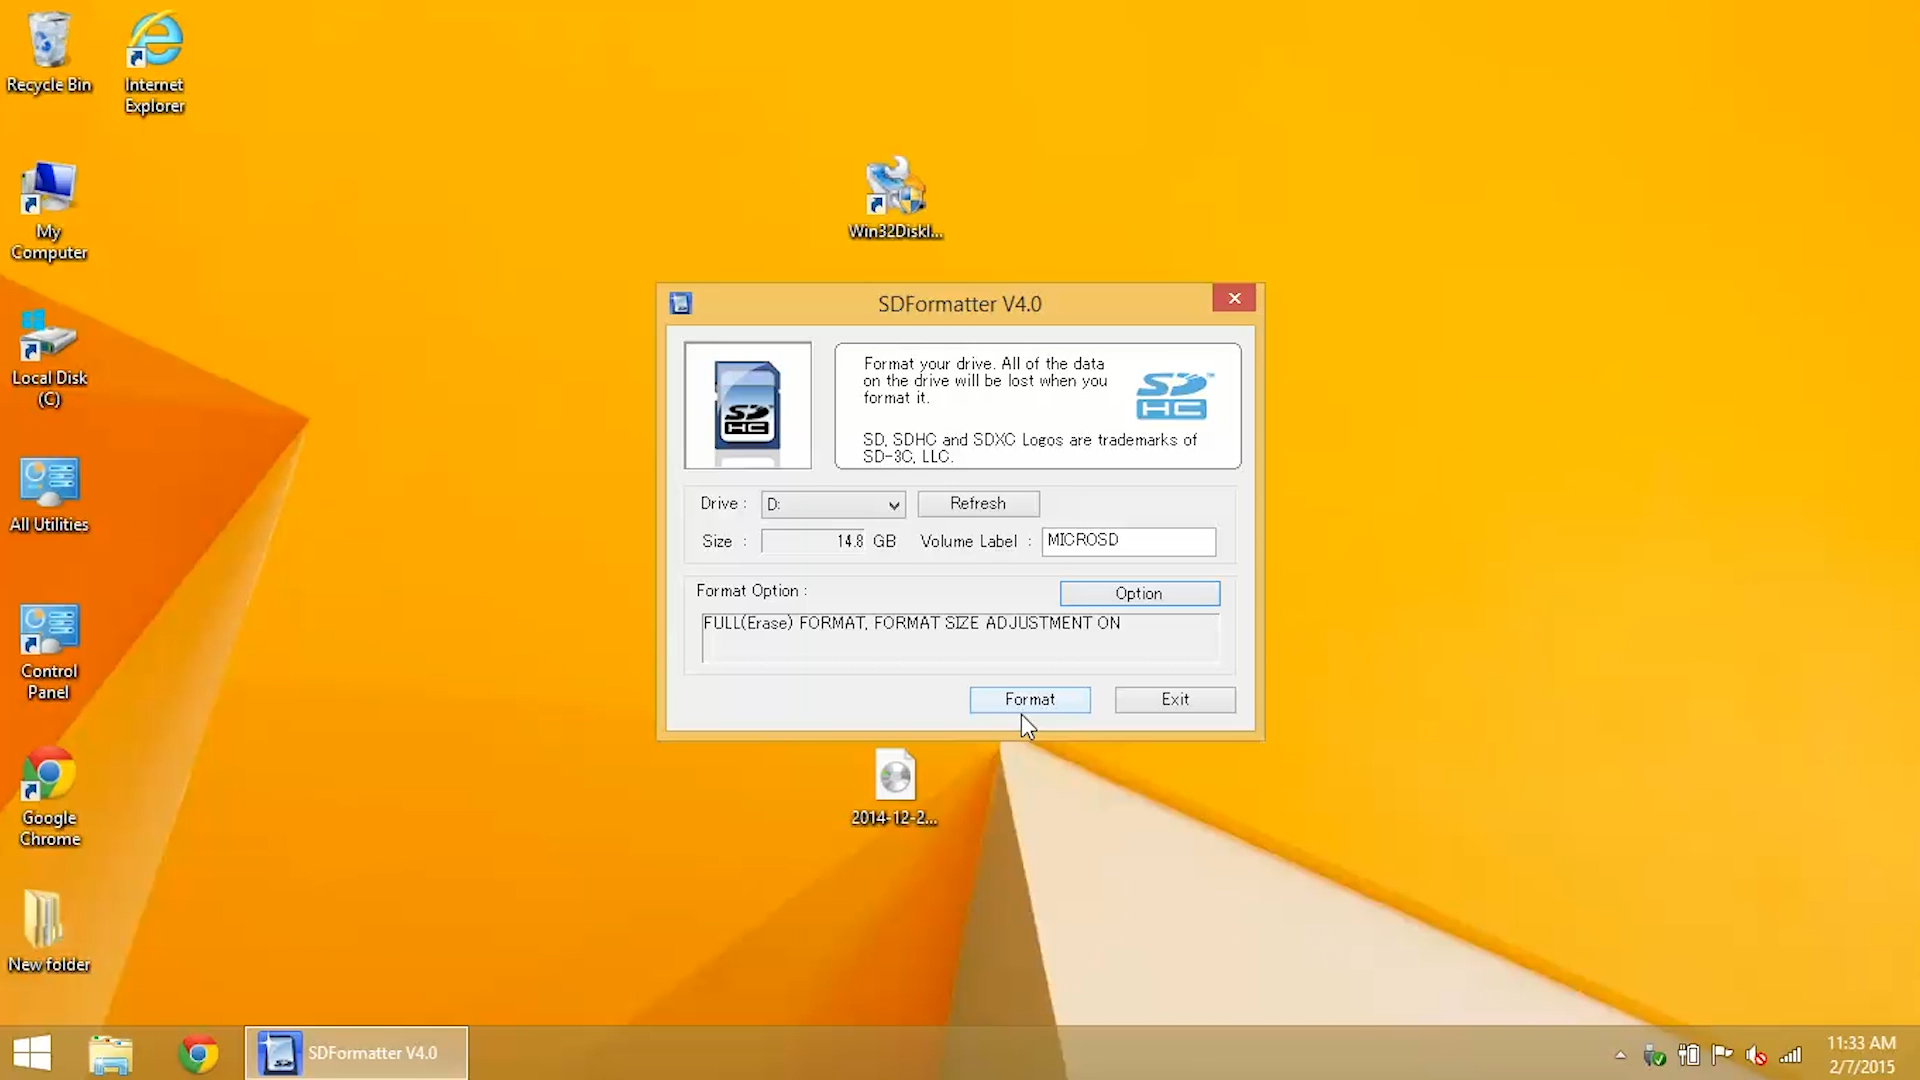 Recycle Bin
Internet
Explorer
My
Computer
Local Disk
(C)
All Utilities
Control
Panel
Google
Chrome
New folder
Win32DiskI...
SDFormatter V4.0
SD
HC
Format your drive. All of the data
on the drive will be lost when you
format it.
SD, SDHC and SDXC Logos are trademarks of
SD-3C, LLC.
SD™
HC
Drive : D: Refresh
Size : 14.8 GB Volume Label : MICROSD
Format Option :
Option
FULL(Erase) FORMAT, FORMAT SIZE ADJUSTMENT ON
Format Exit
2014-12-2...
SDFormatter V4.0
11:33 AM
2/7/2015